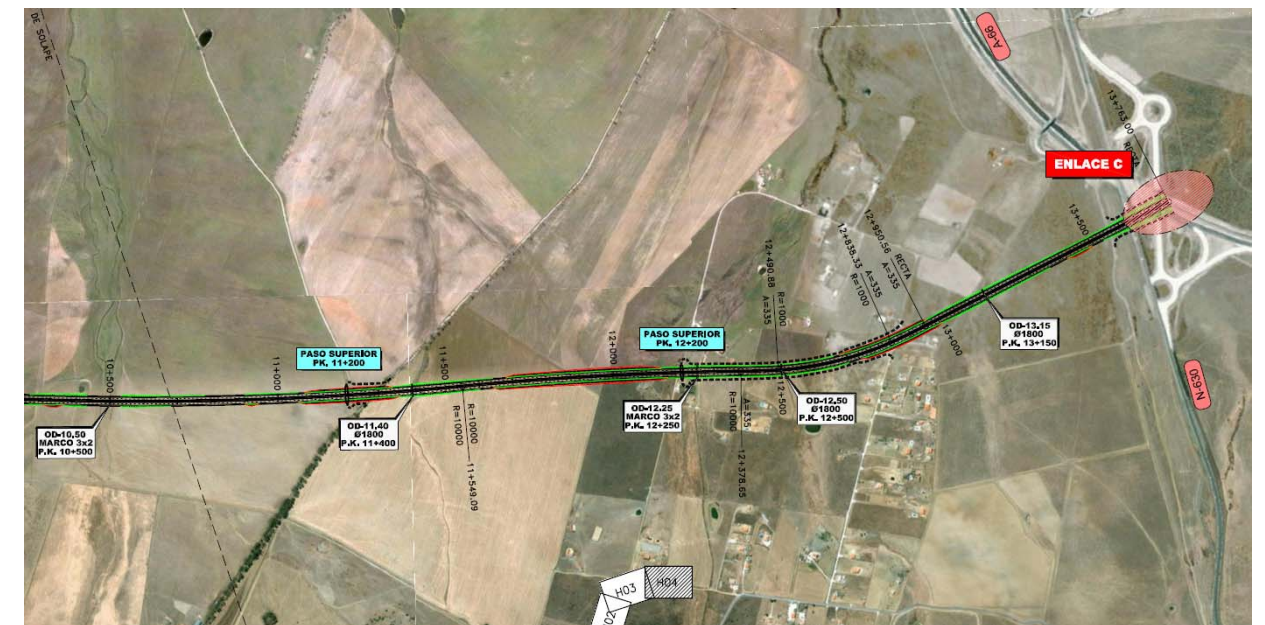 DE SOLAPE
A-66
13+763.00
RECTA
ENLACE C
13+500
12+950.56 RECTA
A=335
12+838.33 A=335
R=1000
12+490.88 R=1000
A=335
13+000
OD-13.15
Ø1800
P.K. 13+150
N-630
PASO SUPERIOR
PK. 12+200
12+000
PASO SUPERIOR
PK. 11+200
11+500
11+000
10+500
OD-10.50
MARCO 3x2
P.K. 10+500
OD-11.40
Ø1800
P.K. 11+400
R=10000
R=10000 11+549.09
OD-12.25
MARCO 3x2
P.K. 12+250
A=335
R=10000 12+378.65
12+500
OD-12.50
Ø1800
P.K. 12+500
H03
H04
02